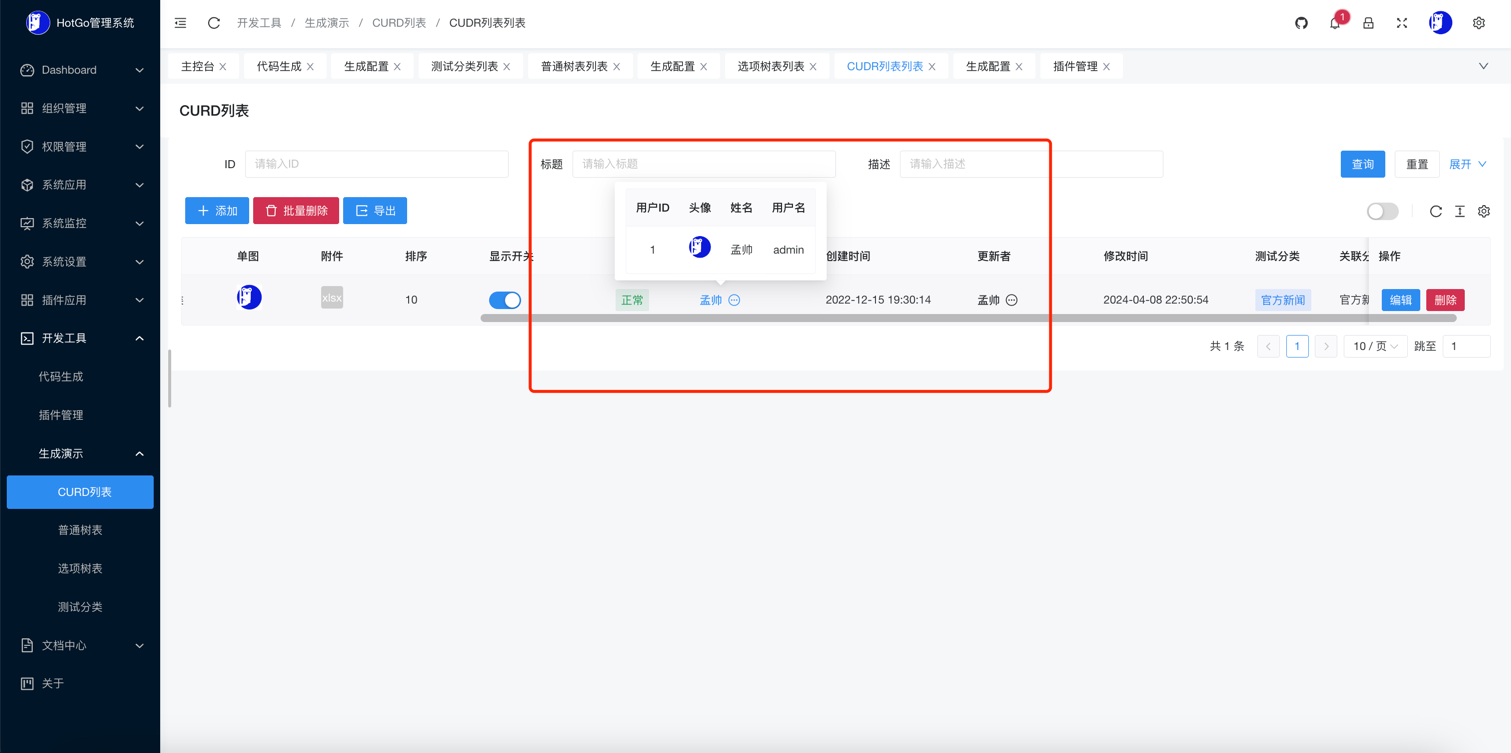 HotGo管理系统
开发工具 / 生成演示 / CURD列表 / CUDR列表列表
1
主控台 代码生成 生成配置 测试分类列表 普通树表列表 生成配置 选项树表列表 CUDR列表列表 生成配置 插件管理
Dashboard
组织管理
权限管理
系统应用
系统监控
系统设置
插件应用
开发工具
代码生成
插件管理
生成演示
CURD列表
普通树表
选项树表
测试分类
文档中心
关于
CURD列表
ID 请输入ID 标题 请输入标题 描述 请输入描述 查询 重置 展开
添加 批量删除 导出
用户ID 头像 姓名 用户名
1 孟帅 admin
单图 附件 排序 显示开关 创建时间 更新者 修改时间 测试分类 关联分 操作
xlsx 10 正常 孟帅 2022-12-15 19:30:14 孟帅 2024-04-08 22:50:54 官方新闻 官方新 编辑 删除
共 1 条 1 10 / 页 跳至 1